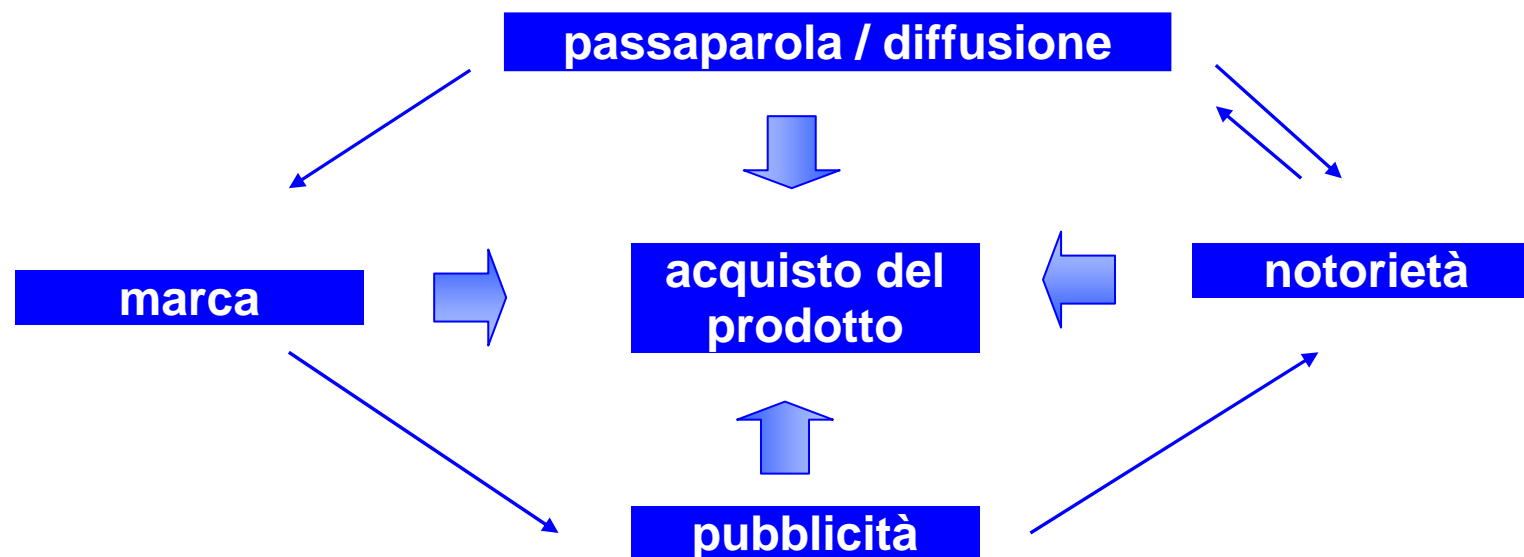 passaparola / diffusione
marca
acquisto del
prodotto
notorietà
pubblicità